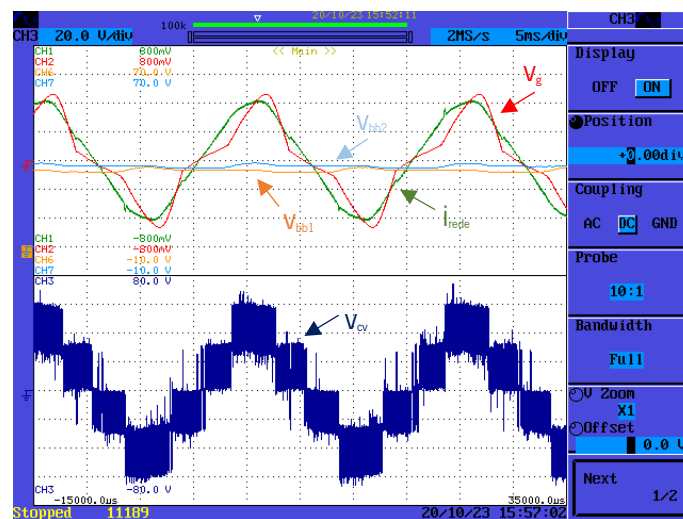 20/10/23 15:52:11
CH3
100k
CH3 20.0 V/div
2MS/s 5ms/div
CH1 800mV
CH2 800mV
CH6 70.0 V
CH7 70.0 V
<< Main >>
Display
OFF ON
Vg
Position
+0.00div
Vbb2
Coupling
AC DC GND
Vbb1
irede
CH1 -800mV
CH2 -800mV
CH6 -10.0 V
CH7 -10.0 V
CH3 80.0 V
Probe
10:1
Vcv
Bandwidth
Full
V Zoom
X1
Offset
0.0 V
CH3 -80.0 V
-15000.0us
35000.0us
Next
1/2
Stopped 11189
20/10/23 15:57:02